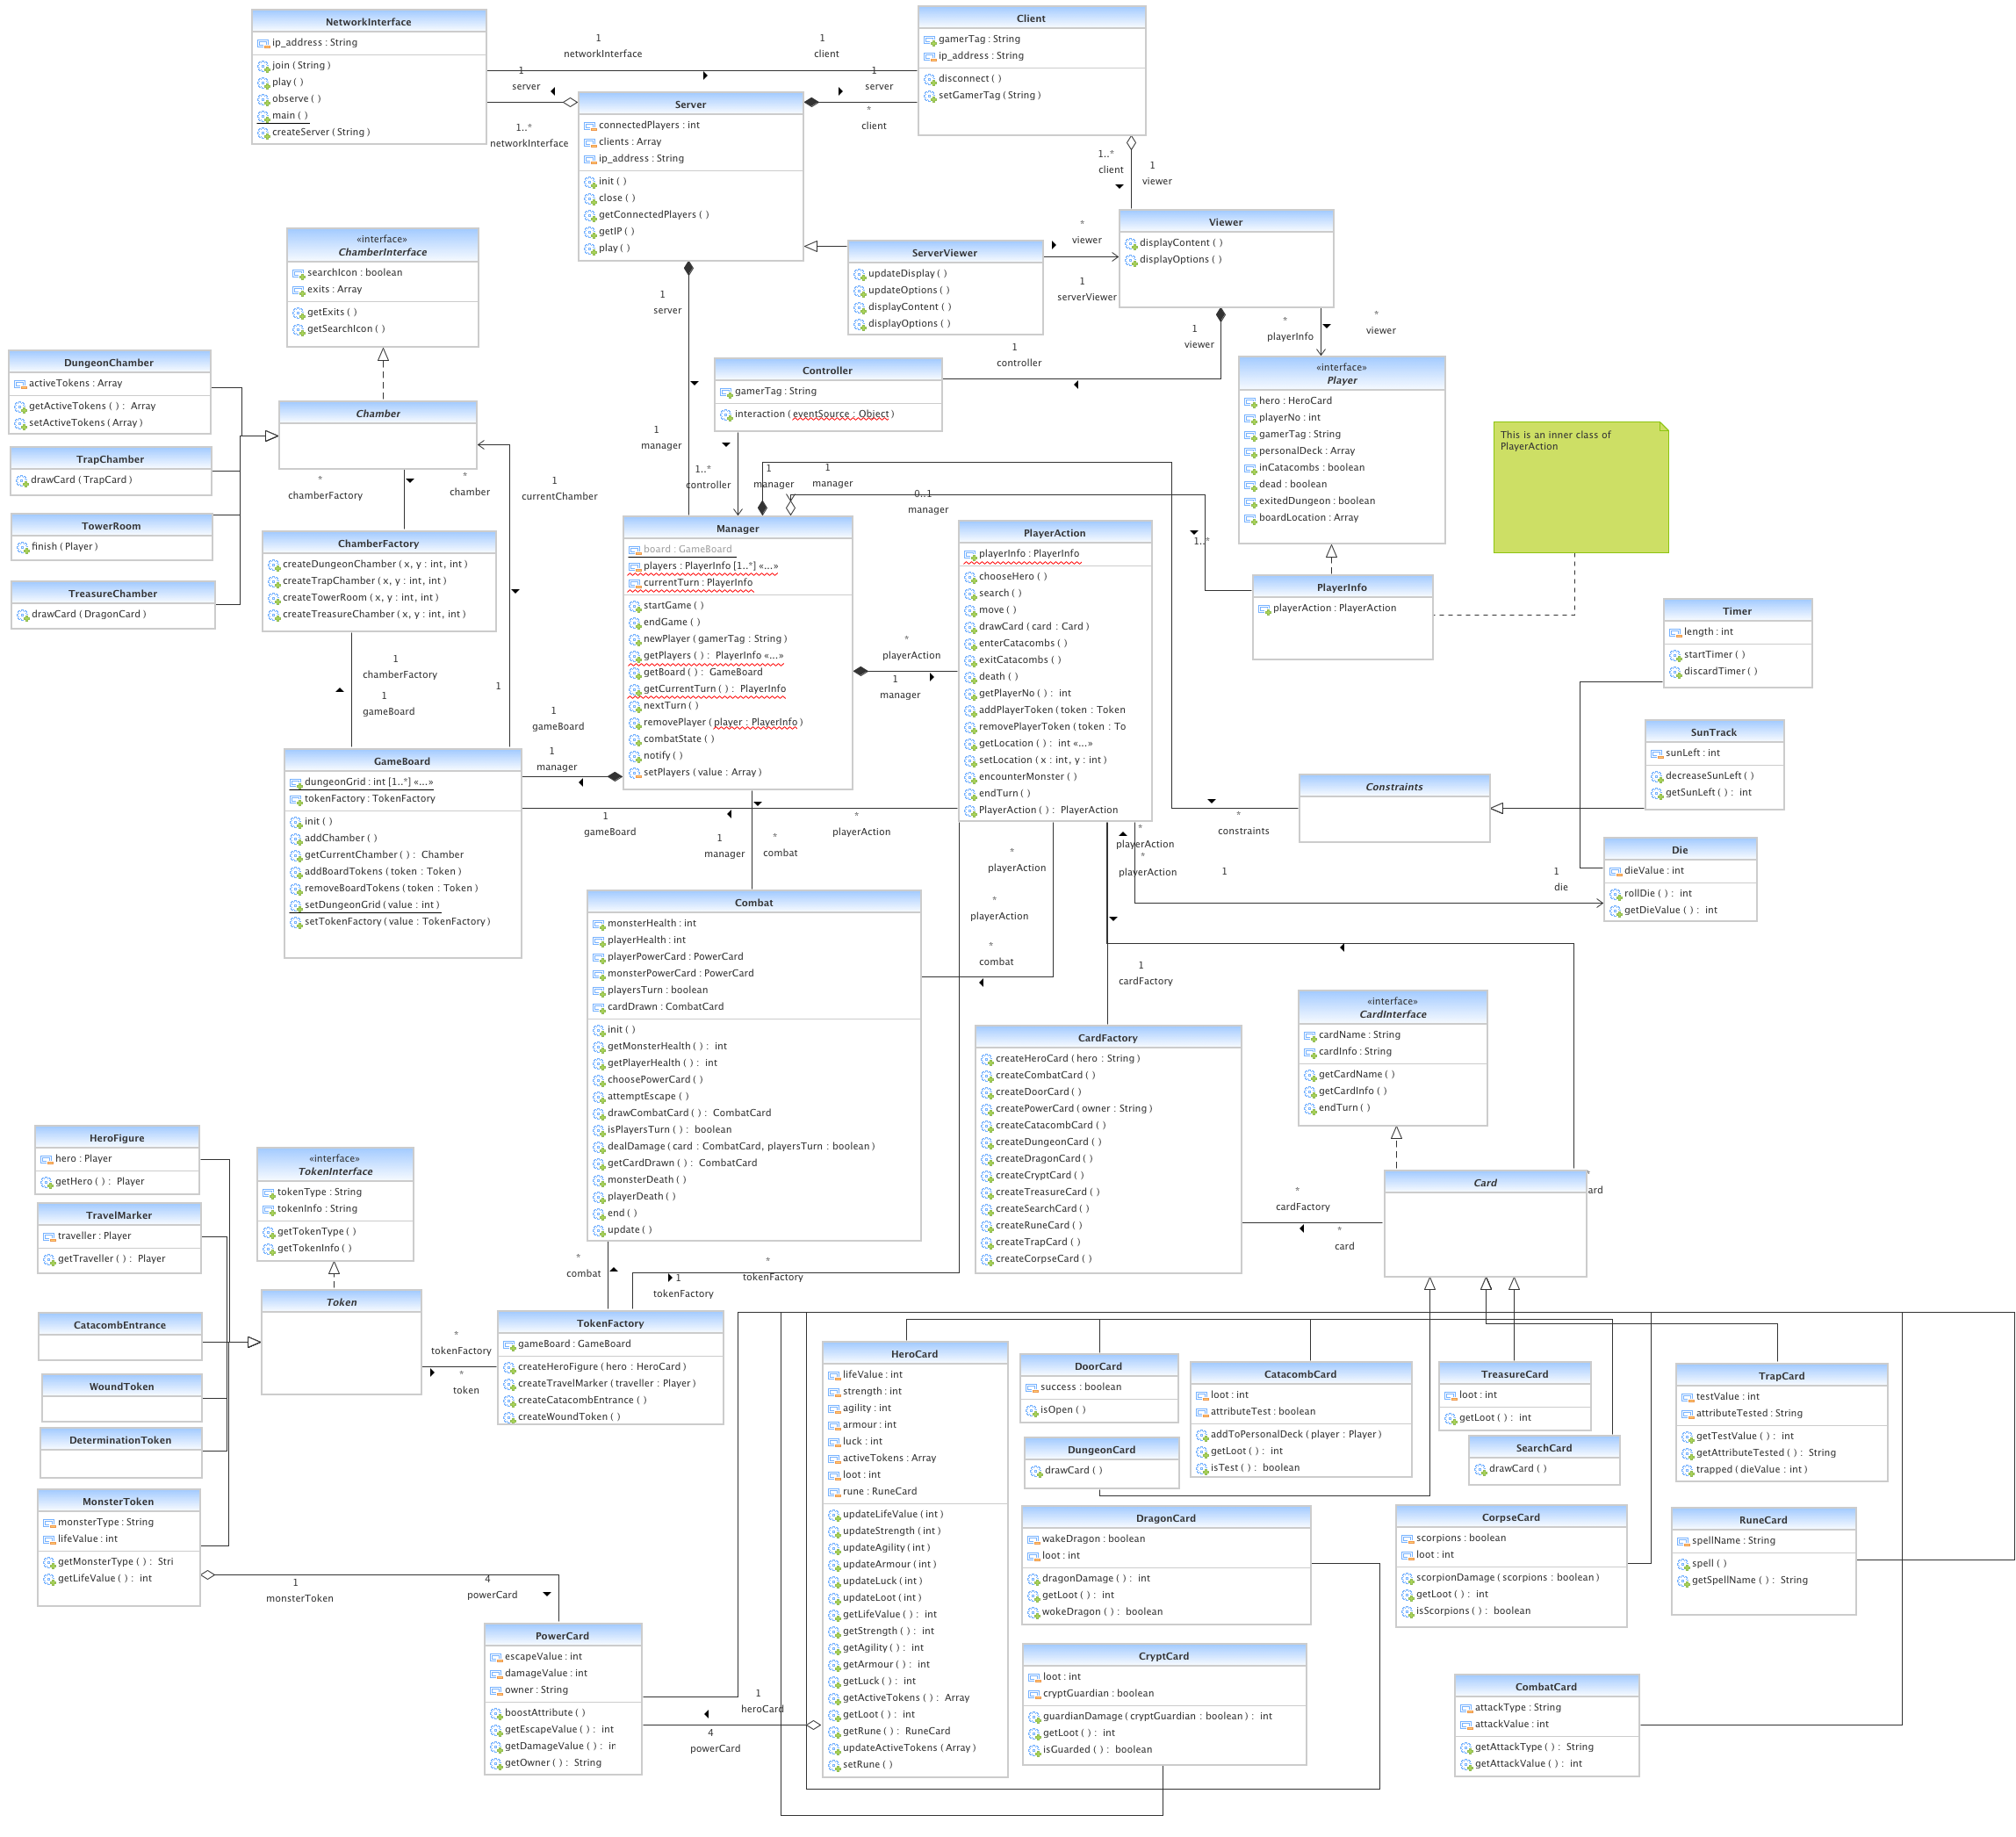 NetworkInterface
ip_address : String
join ( String )
play ( )
observe ( )
main ( )
createServer ( String )
1
networkInterface
1
client
1
server
1..*
networkInterface
Client
gamerTag : String
ip_address : String
disconnect ( )
setGamerTag ( String )
1
server
*
client
Server
connectedPlayers : int
clients : Array
ip_address : String
init ( )
close ( )
getConnectedPlayers ( )
getIP ( )
play ( )
1..*
client
1
viewer
Viewer
displayContent ( )
displayOptions ( )
ServerViewer
updateDisplay ( )
updateOptions ( )
displayContent ( )
displayOptions ( )
*
viewer
1
serverViewer
«interface»
ChamberInterface
searchIcon : boolean
exits : Array
getExits ( )
getSearchIcon ( )
1
server
1
manager
1
controller
1
viewer
*
playerInfo
*
viewer
Controller
gamerTag : String
interaction ( eventSource : Object )
«interface»
Player
hero : HeroCard
playerNo : int
gamerTag : String
personalDeck : Array
inCatacombs : boolean
dead : boolean
exitedDungeon : boolean
boardLocation : Array
This is an inner class of
PlayerAction
DungeonChamber
activeTokens : Array
getActiveTokens ( ) : Array
setActiveTokens ( Array )
TrapChamber
drawCard ( TrapCard )
TowerRoom
finish ( Player )
TreasureChamber
drawCard ( DragonCard )
Chamber
*
chamberFactory
*
chamber
1
currentChamber
1
ChamberFactory
createDungeonChamber ( x, y : int, int )
createTrapChamber ( x, y : int, int )
createTowerRoom ( x, y : int, int )
createTreasureChamber ( x, y : int, int )
1
chamberFactory
1
gameBoard
1..*
controller
1
manager
1
manager
0..1
manager
1..*
Manager
board : GameBoard
players : PlayerInfo [1..*] «...»
currentTurn : PlayerInfo
startGame ( )
endGame ( )
newPlayer ( gamerTag : String )
getPlayers ( ) : PlayerInfo «...»
getBoard ( ) : GameBoard
getCurrentTurn ( ) : PlayerInfo
nextTurn ( )
removePlayer ( player : PlayerInfo )
combatState ( )
notify ( )
setPlayers ( value : Array )
*
playerAction
1
manager
PlayerAction
playerInfo : PlayerInfo
chooseHero ( )
search ( )
move ( )
drawCard ( card : Card )
enterCatacombs ( )
exitCatacombs ( )
death ( )
getPlayerNo ( ) : int
addPlayerToken ( token : Token
removePlayerToken ( token : To
getLocation ( ) : int «...»
setLocation ( x : int, y : int )
encounterMonster ( )
endTurn ( )
PlayerAction ( ) : PlayerAction
PlayerInfo
playerAction : PlayerAction
Timer
length : int
startTimer ( )
discardTimer ( )
SunTrack
sunLeft : int
decreaseSunLeft ( )
getSunLeft ( ) : int
Constraints
*
constraints
Die
dieValue : int
rollDie ( ) : int
getDieValue ( ) : int
1
die
1
*
playerAction
*
playerAction
GameBoard
dungeonGrid : int [1..*] «...»
tokenFactory : TokenFactory
init ( )
addChamber ( )
getCurrentChamber ( ) : Chamber
addBoardTokens ( token : Token )
removeBoardTokens ( token : Token )
setDungeonGrid ( value : int )
setTokenFactory ( value : TokenFactory )
1
gameBoard
1
manager
1
gameBoard
*
playerAction
1
manager
*
combat
*
playerAction
*
playerAction
*
combat
1
cardFactory
Combat
monsterHealth : int
playerHealth : int
playerPowerCard : PowerCard
monsterPowerCard : PowerCard
playersTurn : boolean
cardDrawn : CombatCard
init ( )
getMonsterHealth ( ) : int
getPlayerHealth ( ) : int
choosePowerCard ( )
attemptEscape ( )
drawCombatCard ( ) : CombatCard
isPlayersTurn ( ) : boolean
dealDamage ( card : CombatCard, playersTurn : boolean )
getCardDrawn ( ) : CombatCard
monsterDeath ( )
playerDeath ( )
end ( )
update ( )
CardFactory
createHeroCard ( hero : String )
createCombatCard ( )
createDoorCard ( )
createPowerCard ( owner : String )
createCatacombCard ( )
createDungeonCard ( )
createDragonCard ( )
createCryptCard ( )
createTreasureCard ( )
createSearchCard ( )
createRuneCard ( )
createTrapCard ( )
createCorpseCard ( )
«interface»
CardInterface
cardName : String
cardInfo : String
getCardName ( )
getCardInfo ( )
endTurn ( )
Card
*
ard
*
cardFactory
*
card
HeroFigure
hero : Player
getHero ( ) : Player
TravelMarker
traveller : Player
getTraveller ( ) : Player
CatacombEntrance
WoundToken
DeterminationToken
MonsterToken
monsterType : String
lifeValue : int
getMonsterType ( ) : Stri
getLifeValue ( ) : int
«interface»
TokenInterface
tokenType : String
tokenInfo : String
getTokenType ( )
getTokenInfo ( )
Token
*
tokenFactory
*
token
*
combat
1
tokenFactory
*
tokenFactory
TokenFactory
gameBoard : GameBoard
createHeroFigure ( hero : HeroCard )
createTravelMarker ( traveller : Player )
createCatacombEntrance ( )
createWoundToken ( )
1
monsterToken
4
powerCard
PowerCard
escapeValue : int
damageValue : int
owner : String
boostAttribute ( )
getEscapeValue ( ) : int
getDamageValue ( ) : ir
getOwner ( ) : String
1
heroCard
4
powerCard
HeroCard
lifeValue : int
strength : int
agility : int
armour : int
luck : int
activeTokens : Array
loot : int
rune : RuneCard
updateLifeValue ( int )
updateStrength ( int )
updateAgility ( int )
updateArmour ( int )
updateLuck ( int )
updateLoot ( int )
getLifeValue ( ) : int
getStrength ( ) : int
getAgility ( ) : int
getArmour ( ) : int
getLuck ( ) : int
getActiveTokens ( ) : Array
getLoot ( ) : int
getRune ( ) : RuneCard
updateActiveTokens ( Array )
setRune ( )
DoorCard
success : boolean
isOpen ( )
DungeonCard
drawCard ( )
CatacombCard
loot : int
attributeTest : boolean
addToPersonalDeck ( player : Player )
getLoot ( ) : int
isTest ( ) : boolean
TreasureCard
loot : int
getLoot ( ) : int
SearchCard
drawCard ( )
TrapCard
testValue : int
attributeTested : String
getTestValue ( ) : int
getAttributeTested ( ) : String
trapped ( dieValue : int )
DragonCard
wakeDragon : boolean
loot : int
dragonDamage ( ) : int
getLoot ( ) : int
wokeDragon ( ) : boolean
CorpseCard
scorpions : boolean
loot : int
scorpionDamage ( scorpions : boolean )
getLoot ( ) : int
isScorpions ( ) : boolean
RuneCard
spellName : String
spell ( )
getSpellName ( ) : String
CryptCard
loot : int
cryptGuardian : boolean
guardianDamage ( cryptGuardian : boolean ) : int
getLoot ( ) : int
isGuarded ( ) : boolean
CombatCard
attackType : String
attackValue : int
getAttackType ( ) : String
getAttackValue ( ) : int